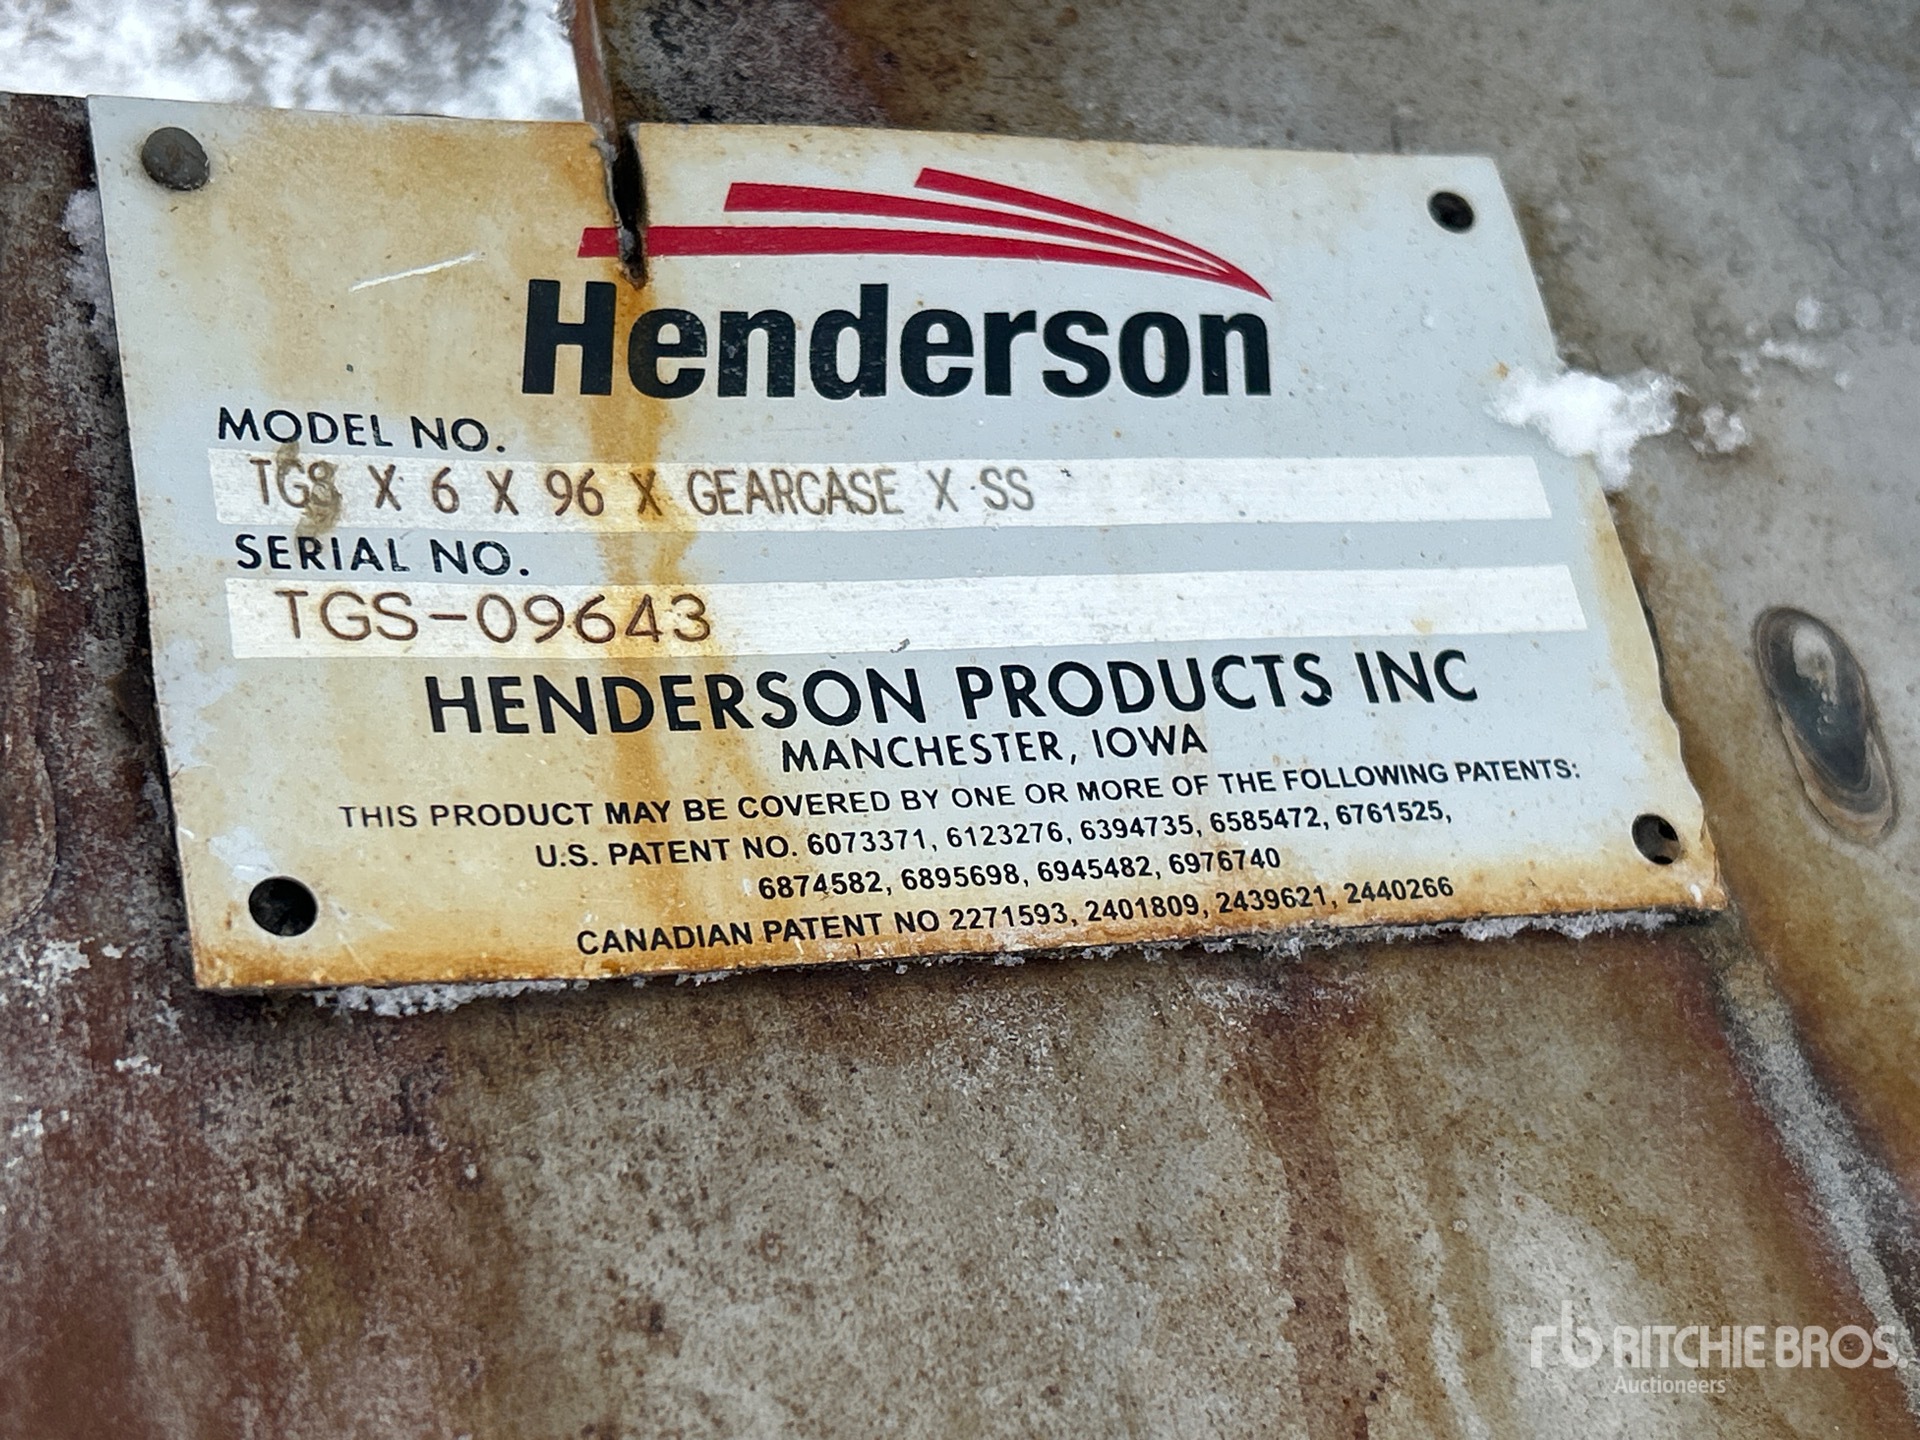 Henderson
MODEL NO.
TGS X 6 X 96 X GEARCASE X SS
SERIAL NO.
TGS-09643
HENDERSON PRODUCTS INC
MANCHESTER, IOWA
THIS PRODUCT MAY BE COVERED BY ONE OR MORE OF THE FOLLOWING PATENTS:
U.S. PATENT NO. 6073371, 6123276, 6394735, 6585472, 6761525,
6874582, 6895698, 6945482, 6976740
CANADIAN PATENT NO 2271593, 2401809, 2439621, 2440266
rb RITCHIE BROS.
Auctioneers